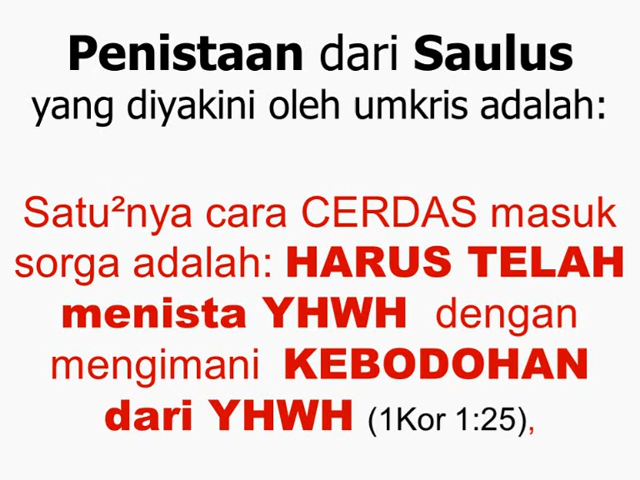 Penistaan dari Saulus
yang diyakini oleh umkris adalah:
Satu²nya cara CERDAS masuk
sorga adalah: HARUS TELAH
menista YHWH dengan
mengimani KEBODOHAN
dari YHWH (1Kor 1:25),